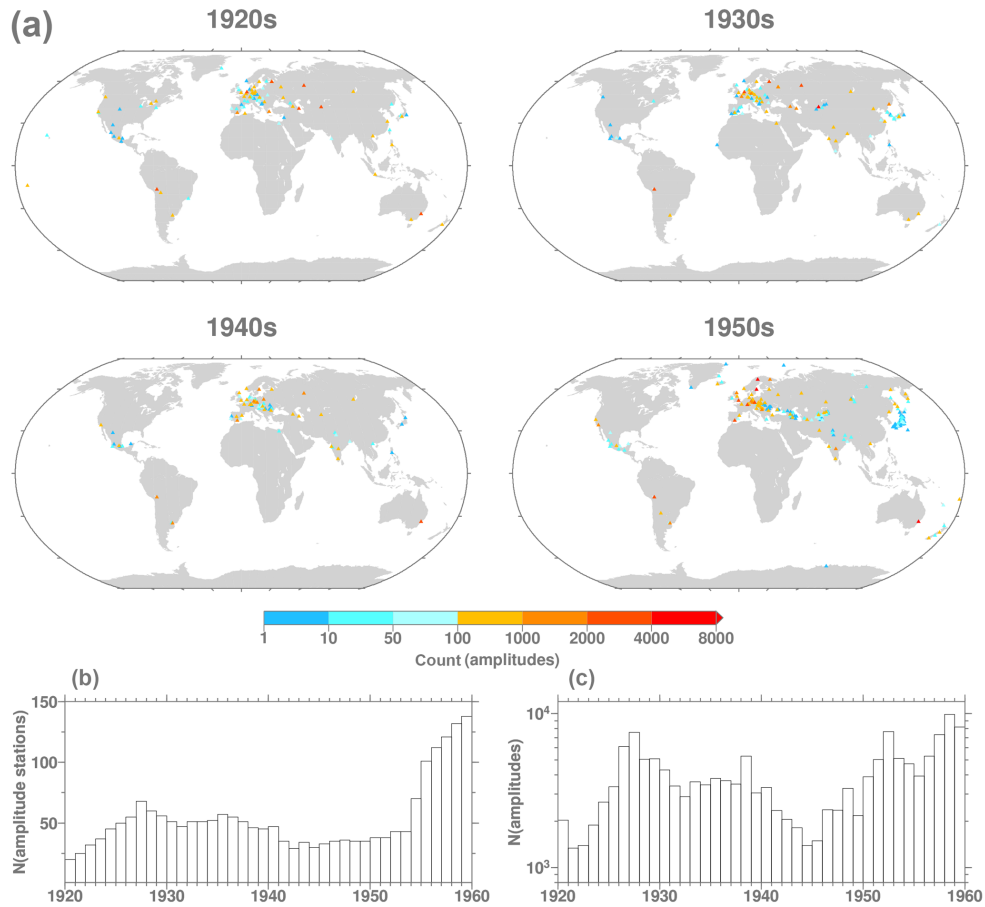 (a)
1920s
1930s
1940s
1950s
1 10 50 100 1000 2000 4000 8000
Count (amplitudes)
(b)
N(amplitude stations)
150
100
50
1920 1930 1940 1950 1960
(c)
N(amplitudes)
10⁴
10³
1920 1930 1940 1950 1960